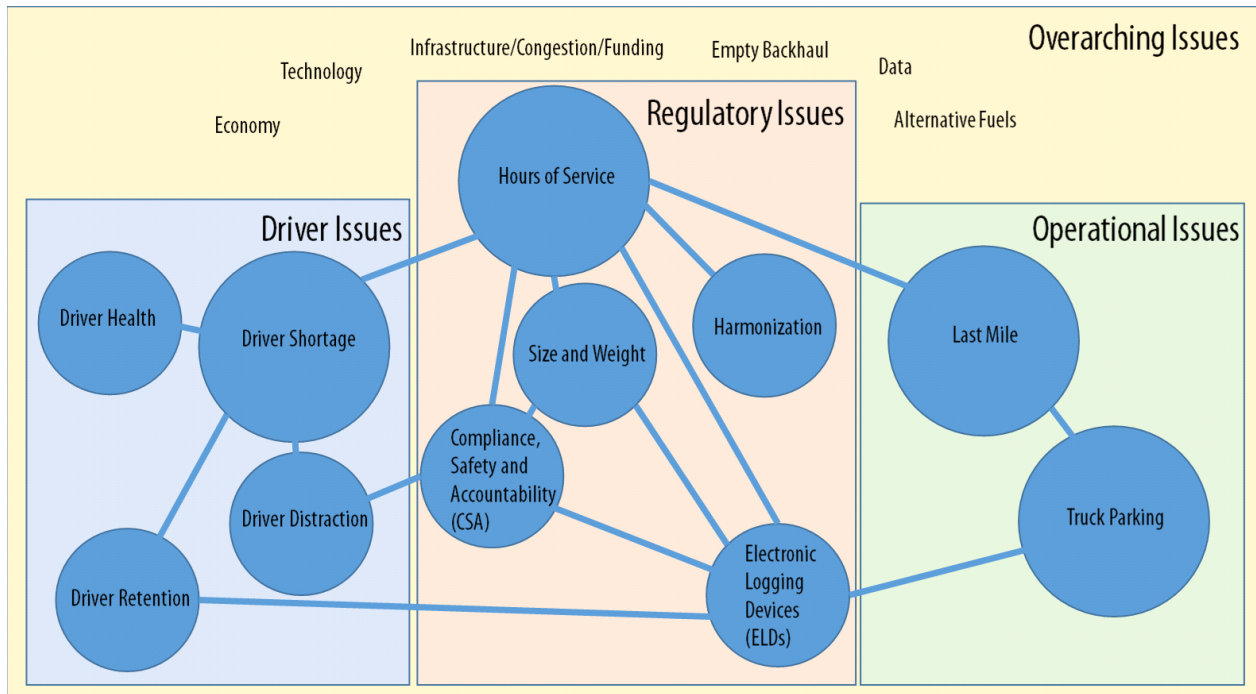 Overarching Issues
Infrastructure/Congestion/Funding
Empty Backhaul
Technology
Data
Economy
Alternative Fuels
Driver Issues
Driver Health
Driver Shortage
Driver Distraction
Driver Retention
Regulatory Issues
Hours of Service
Harmonization
Size and Weight
Compliance,
Safety and
Accountability
(CSA)
Electronic
Logging
Devices
(ELDs)
Operational Issues
Last Mile
Truck Parking